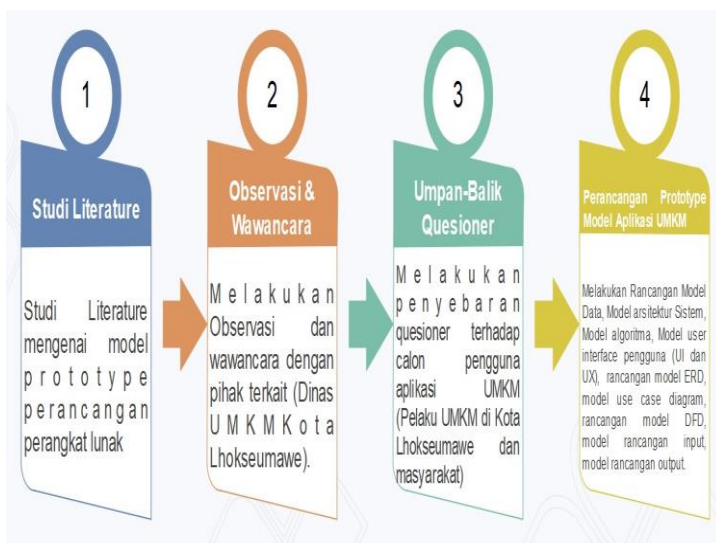 1
Studi Literature
Studi Literature
mengenai model
prototype
perancangan
perangkat lunak
2
Observasi &
Wawancara
Melakukan
Observasi dan
wawancara dengan
pihak terkait (Dinas
UMKM Kota
Lhokseumawe).
3
Umpan-Balik
Quesioner
Melakukan
penyebaran
quesioner terhadap
calon pengguna
aplikasi UMKM
(Pelaku UMKM di Kota
Lhokseumawe dan
masyarakat)
4
Perancangan Prototype
Model Aplikasi UMKM
Melakukan Rancangan Model
Data, Model arsitektur Sistem,
Model algoritma, Model user
interface pengguna (UI dan
UX), rancangan model ERD,
model use case diagram,
rancangan model DFD,
model rancangan input,
model rancangan output.